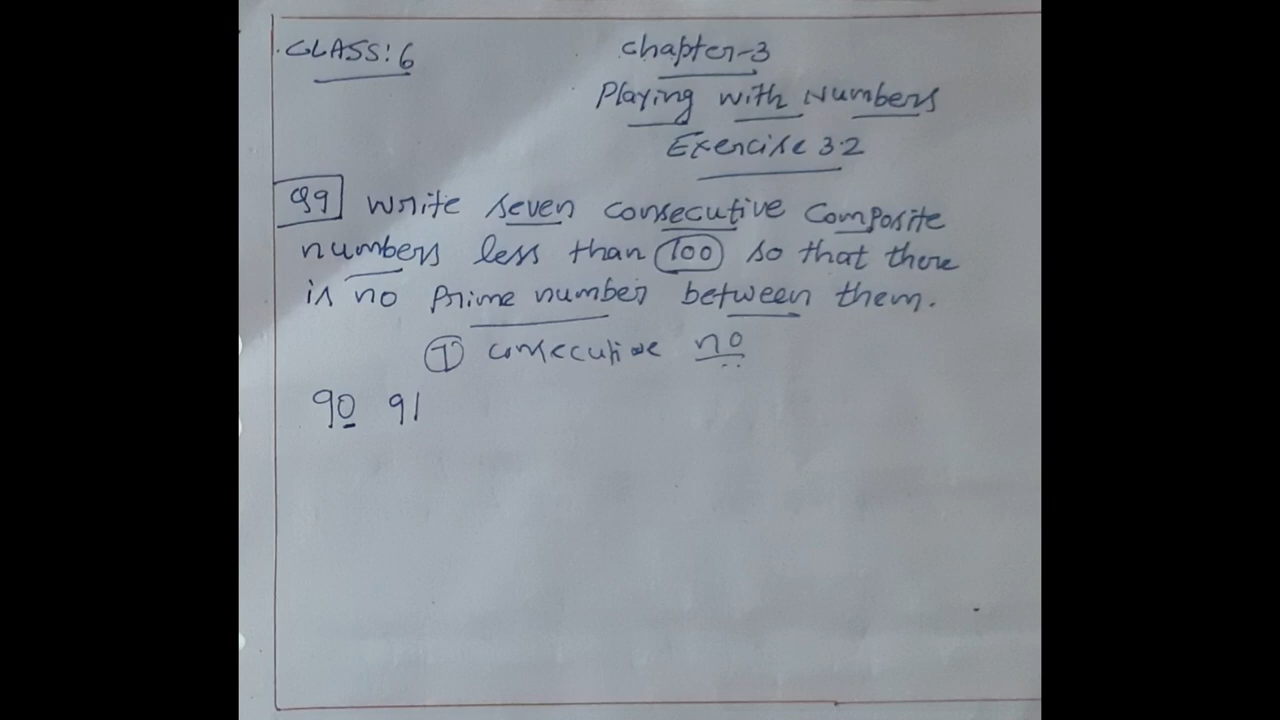 CLASS: 6
Chapter-3
Playing with Numbers
Exercise 3.2
Q9 Write seven consecutive composite
numbers less than 100 so that there
is no prime number between them.
7 consecutive no
90 91